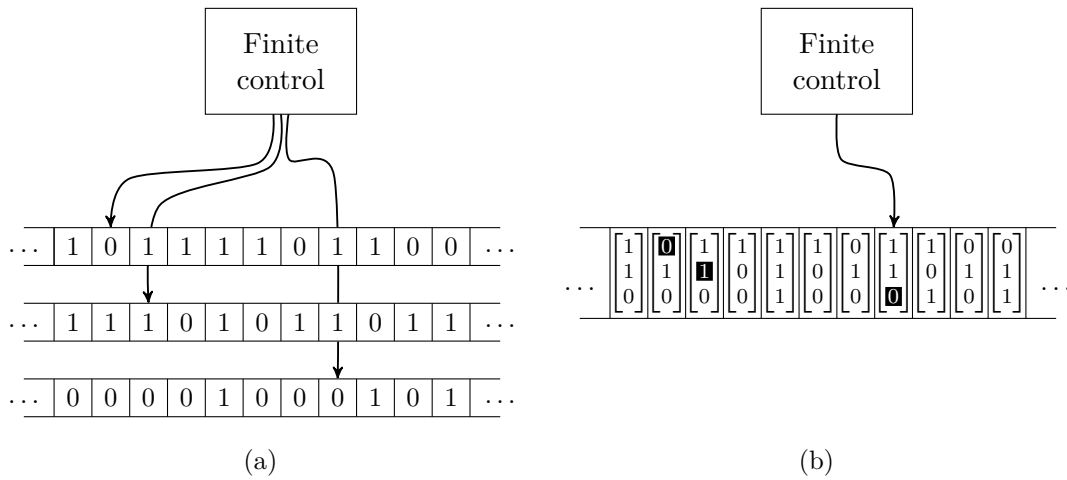 Finite
control
… 1 0 1 1 1 1 0 1 1 0 0 …
… 1 1 1 0 1 0 1 1 0 1 1 …
… 0 0 0 0 1 0 0 0 1 0 1 …
(a)
Finite
control
1 0 1 1 1 1 0 1 1 0 0
1 1 1 0 1 0 1 1 0 1 1
… 0 0 0 0 1 0 0 0 1 0 1 …
(b)